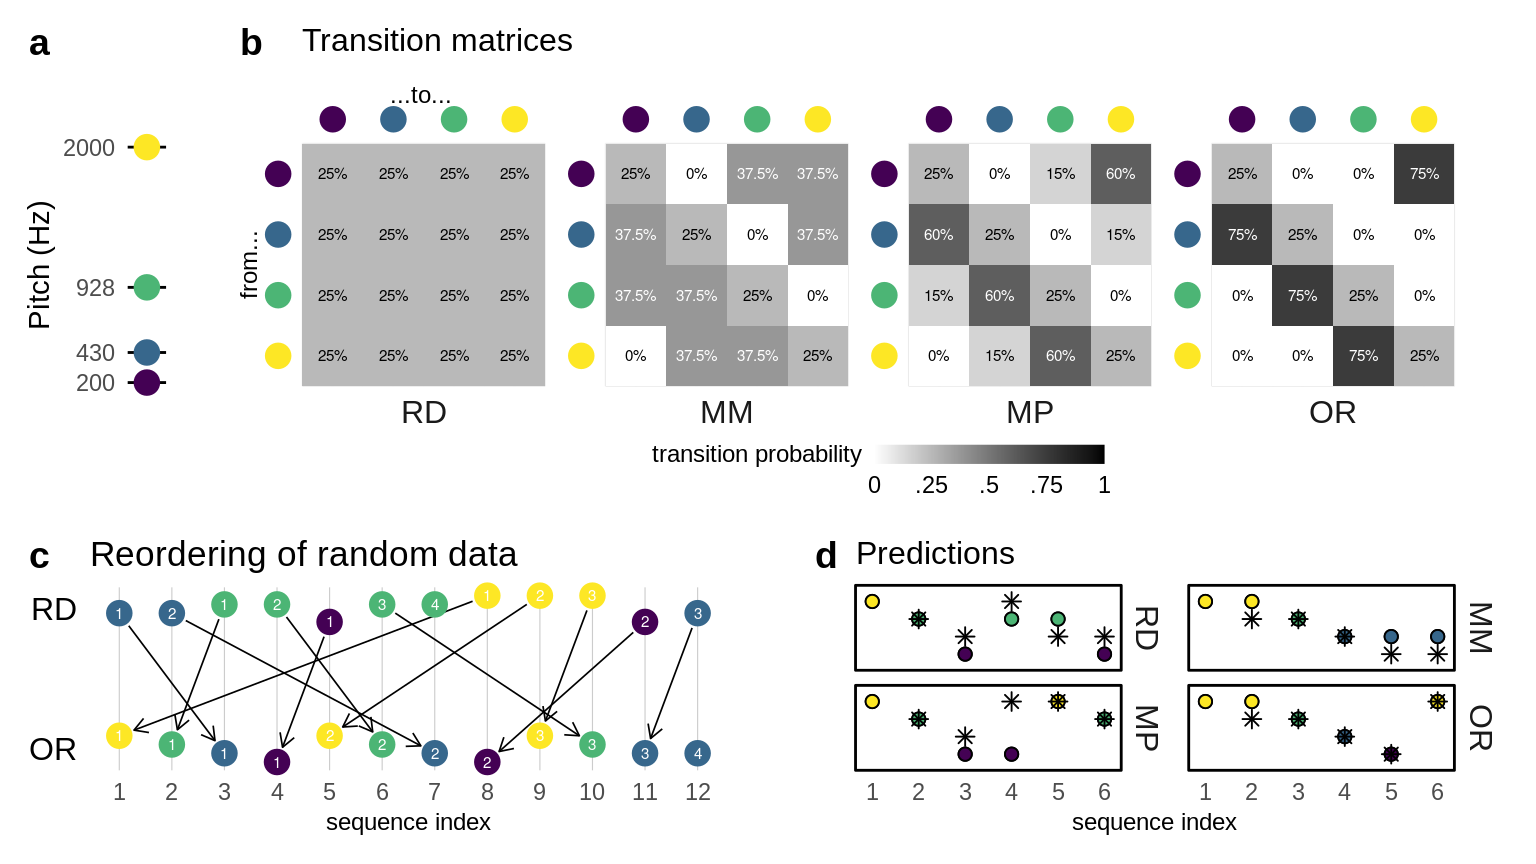 a
b Transition matrices
...to...
2000
928
430
200
Pitch (Hz)
from...
25% 25% 25% 25%
25% 25% 25% 25%
25% 25% 25% 25%
25% 25% 25% 25%
RD
25% 0% 37.5% 37.5%
37.5% 25% 0% 37.5%
37.5% 37.5% 25% 0%
0% 37.5% 37.5% 25%
MM
25% 0% 15% 60%
60% 25% 0% 15%
15% 60% 25% 0%
0% 15% 60% 25%
MP
25% 0% 0% 75%
75% 25% 0% 0%
0% 75% 25% 0%
0% 0% 75% 25%
OR
transition probability
0 .25 .5 .75 1
c Reordering of random data
RD
1 2 1 2 1 3 4 1 2 3 2 3
OR
1 1 1 1 2 2 2 2 3 3 3 4
1 2 3 4 5 6 7 8 9 10 11 12
sequence index
d Predictions
RD
MM
MP
OR
1 2 3 4 5 6
1 2 3 4 5 6
sequence index